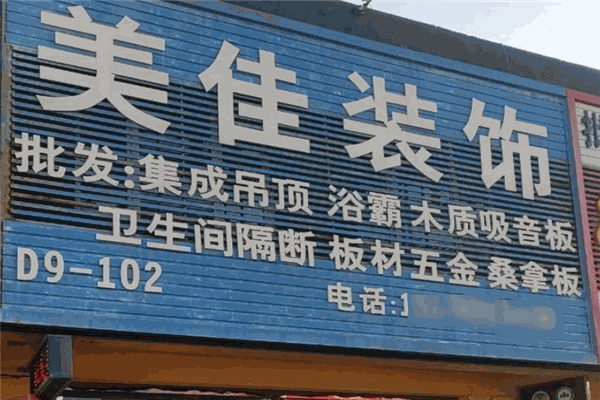 美佳装饰
批发:集成吊顶 浴霸 木质吸音板
卫生间隔断 板材五金 桑拿板
D9-102
电话:1